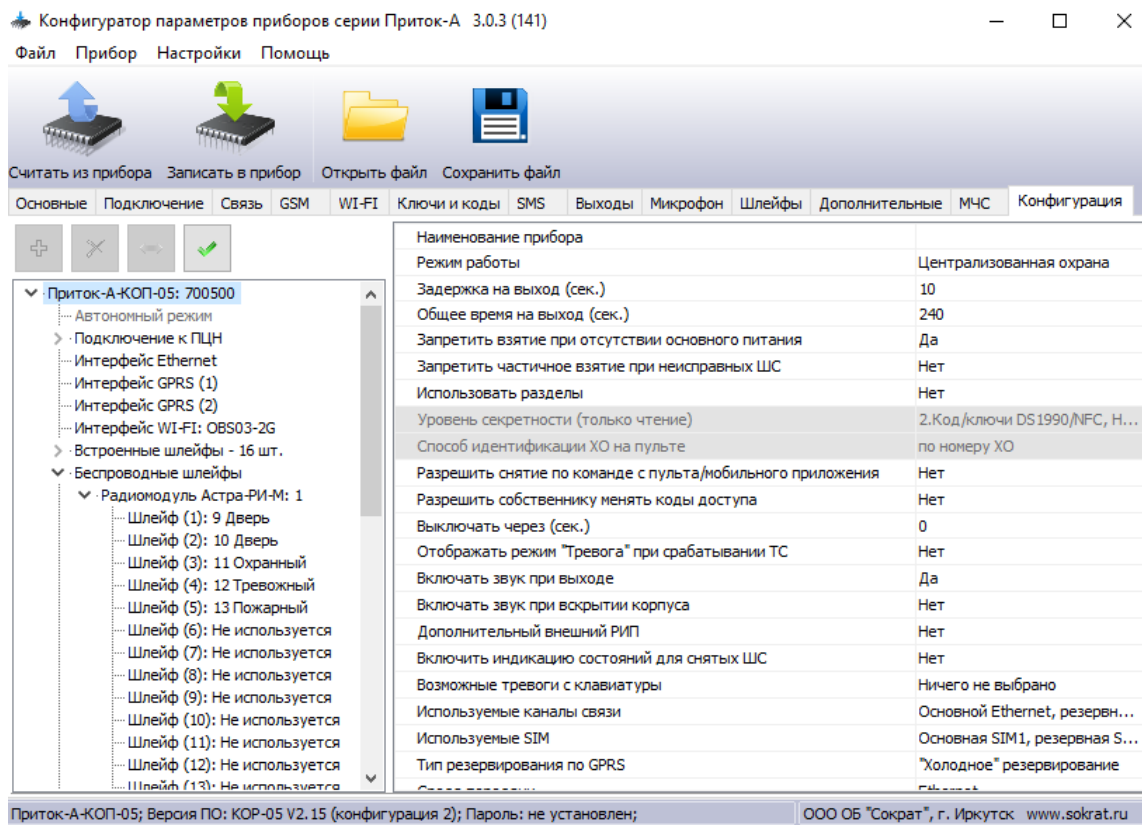 Конфигуратор параметров приборов серии Приток-А 3.0.3 (141)
Файл Прибор Настройки Помощь
Считать из прибора Записать в прибор Открыть файл Сохранить файл
Основные Подключение Связь GSM WI-FI Ключи и коды SMS Выходы Микрофон Шлейфы Дополнительные МЧС Конфигурация
Приток-А-КОП-05: 700500
Автономный режим
Подключение к ПЦН
Интерфейс Ethernet
Интерфейс GPRS (1)
Интерфейс GPRS (2)
Интерфейс WI-FI: OBS03-2G
Встроенные шлейфы - 16 шт.
Беспроводные шлейфы
Радиомодуль Астра-РИ-М: 1
Шлейф (1): 9 Дверь
Шлейф (2): 10 Дверь
Шлейф (3): 11 Охранный
Шлейф (4): 12 Тревожный
Шлейф (5): 13 Пожарный
Шлейф (6): Не используется
Шлейф (7): Не используется
Шлейф (8): Не используется
Шлейф (9): Не используется
Шлейф (10): Не используется
Шлейф (11): Не используется
Шлейф (12): Не используется
Шлейф (13): Не используется
Наименование прибора
Режим работы Централизованная охрана
Задержка на выход (сек.) 10
Общее время на выход (сек.) 240
Запретить взятие при отсутствии основного питания Да
Запретить частичное взятие при неисправных ШС Нет
Использовать разделы Нет
Уровень секретности (только чтение) 2.Код/ключи DS1990/NFC, Н...
Способ идентификации ХО на пульте по номеру ХО
Разрешить снятие по команде с пульта/мобильного приложения Нет
Разрешить собственнику менять коды доступа Нет
Выключать через (сек.) 0
Отображать режим "Тревога" при срабатывании ТС Нет
Включать звук при выходе Да
Включать звук при вскрытии корпуса Нет
Дополнительный внешний РИП Нет
Включить индикацию состояний для снятых ШС Нет
Возможные тревоги с клавиатуры Ничего не выбрано
Используемые каналы связи Основной Ethernet, резервн...
Используемые SIM Основная SIM1, резервная S...
Тип резервирования по GPRS "Холодное" резервирование
Ethernet
Приток-А-КОП-05; Версия ПО: KOP-05 V2.15 (конфигурация 2); Пароль: не установлен; ООО ОБ "Сократ", г. Иркутск www.sokrat.ru